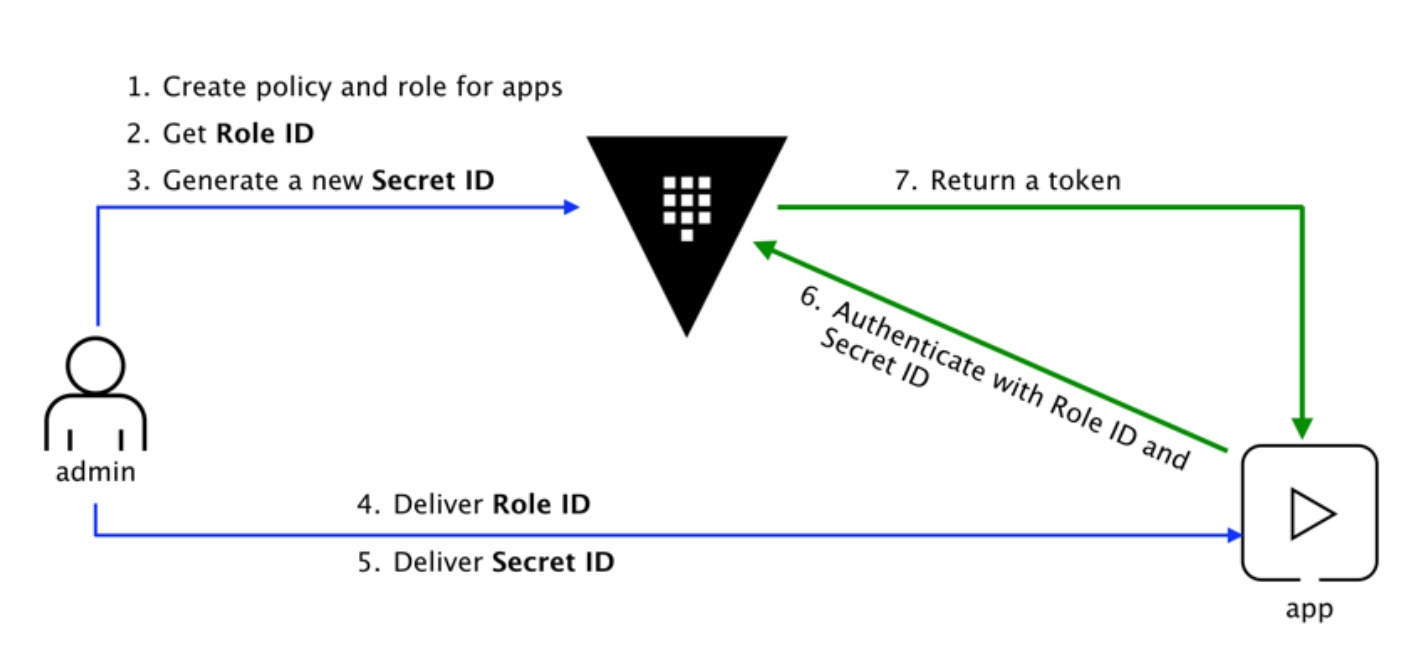 1. Create policy and role for apps
2. Get Role ID
3. Generate a new Secret ID
7. Return a token
6. Authenticate with Role ID and
Secret ID
admin
4. Deliver Role ID
5. Deliver Secret ID
app